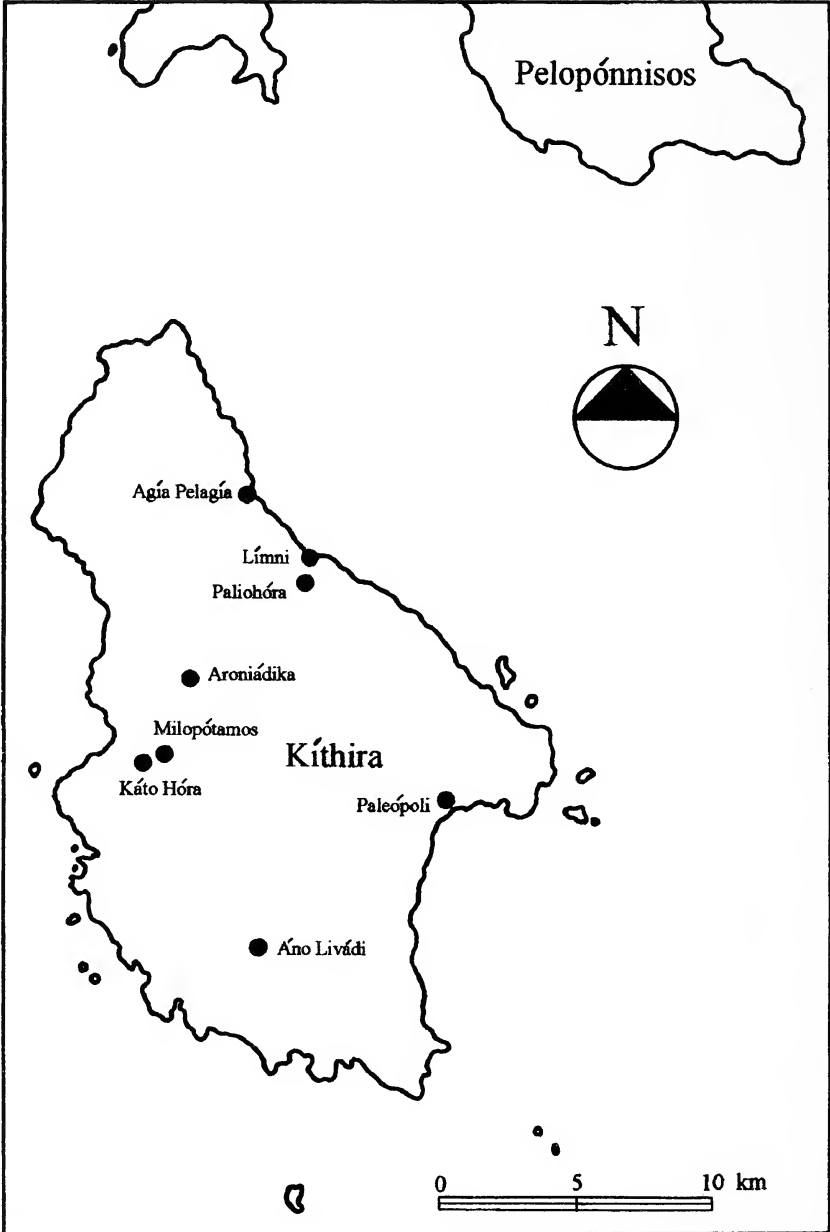 Pelopónnisos
N
Agía Pelagía
Límni
Paliohóra
Aroniádika
Milopótamos
Kíthira
Káto Hóra
Paleópoli
Áno Livádi
0 5 10 km